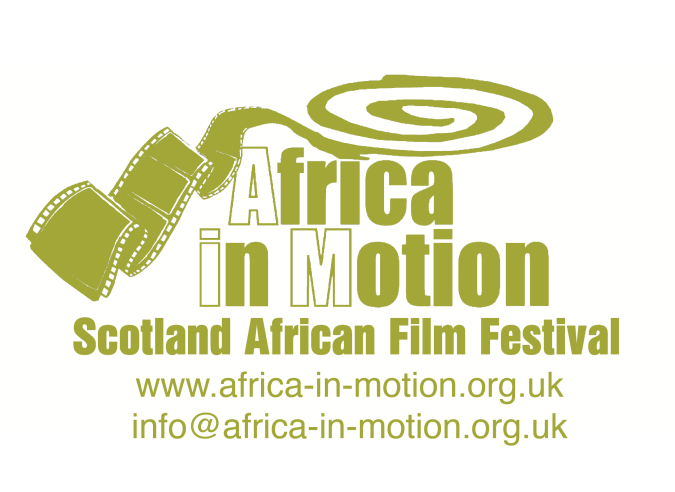 Africa
in Motion
Scotland African Film Festival
www.africa-in-motion.org.uk
info@africa-in-motion.org.uk